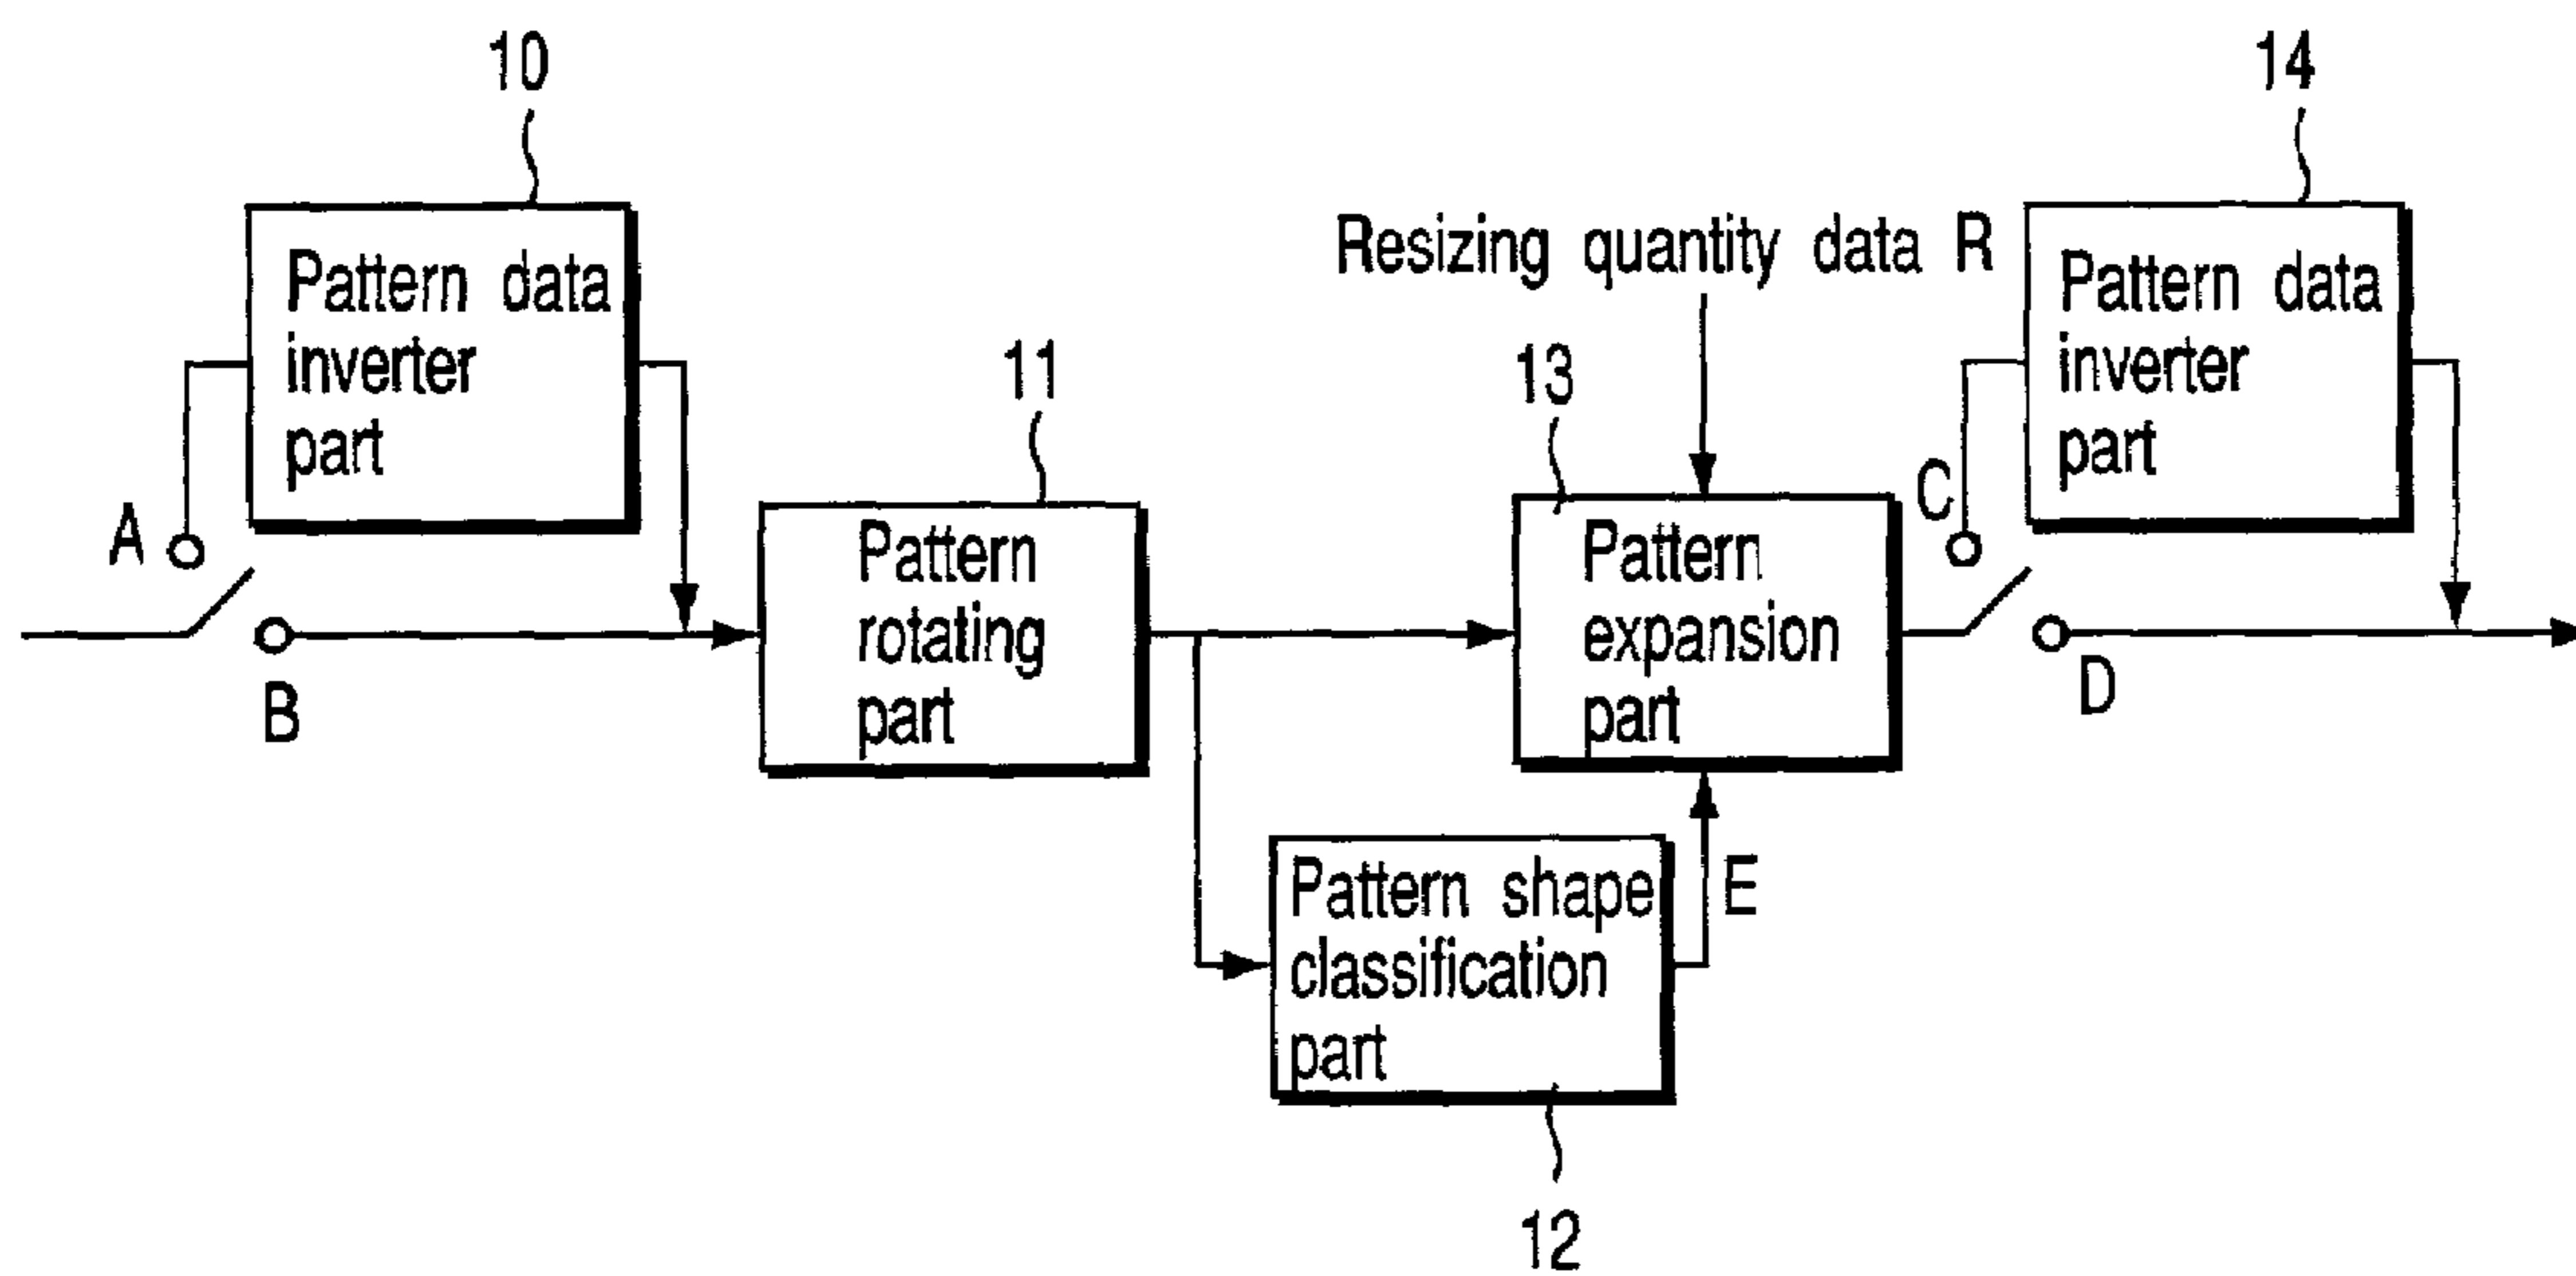 10
Pattern data
inverter
part
A
B
11
Pattern
rotating
part
Resizing quantity data R
13
Pattern
expansion
part
E
Pattern shape
classification
part
12
14
Pattern data
inverter
part
C
D